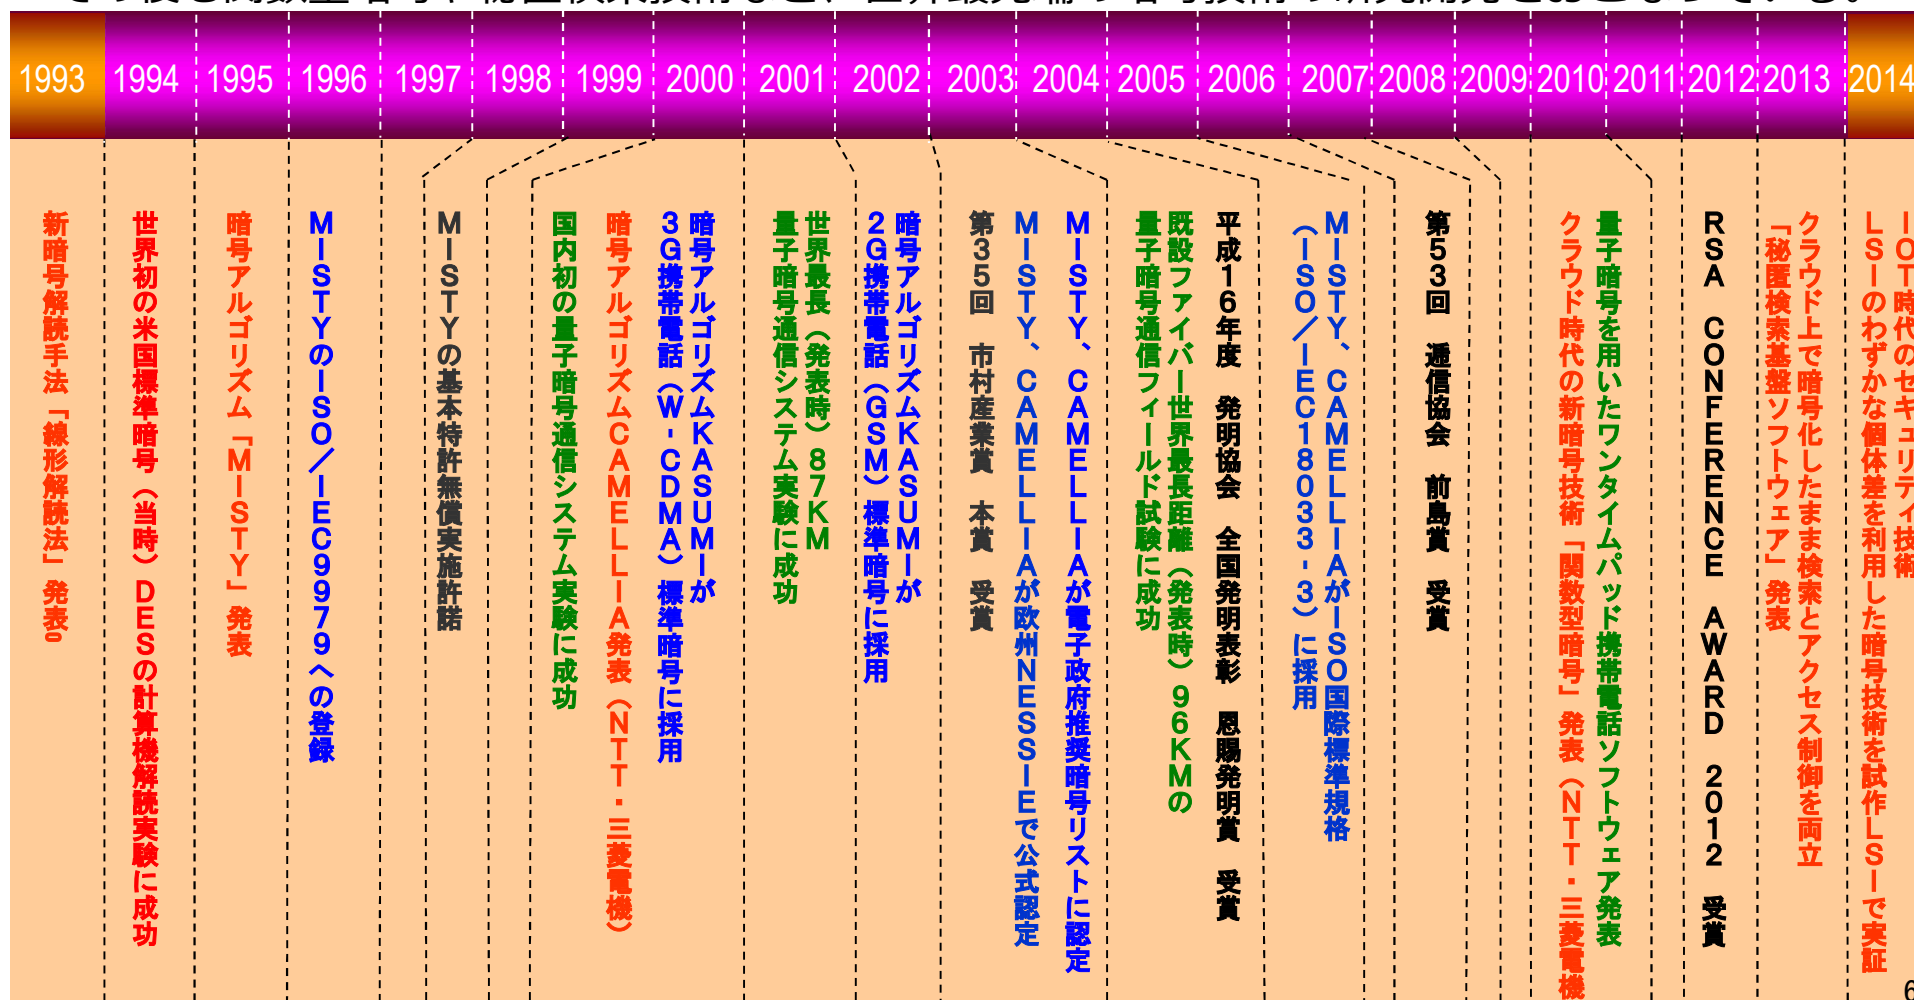 1993 1994 1995 1996 1997 1998 1999 2000 2001 2002 2003 2004 2005 2006 2007 2008 2009 2010 2011 2012 2013 2014
新暗号解読手法「線形解読法」発表
世界初の米国標準暗号（当時）ＤＥＳの計算機解読実験に成功
暗号アルゴリズム「ＭＩＳＴＹ」発表
ＭＩＳＴＹのＩＳＯ／ＩＥＣ９９７９への登録
ＭＩＳＴＹの基本特許無償実施許諾
国内初の量子暗号通信システム実験に成功
暗号アルゴリズムＣＡＭＥＬＬＩＡ発表（ＮＴＴ・三菱電機）
暗号アルゴリズムＫＡＳＵＭＩが
３Ｇ携帯電話（Ｗ-ＣＤＭＡ）標準暗号に採用
世界最長（発表時）８７ＫＭ
量子暗号通信システム実験に成功
暗号アルゴリズムＫＡＳＵＭＩが
２Ｇ携帯電話（ＧＳＭ）標準暗号に採用
第３５回　市村産業賞　本賞　受賞
ＭＩＳＴＹ、ＣＡＭＥＬＬＩＡが欧州ＮＥＳＳＩＥで公式認定
ＭＩＳＴＹ、ＣＡＭＥＬＬＩＡが電子政府推奨暗号リストに認定
既設ファイバー世界最長距離（発表時）９６ＫＭの
量子暗号通信フィールド試験に成功
平成１６年度　発明協会　全国発明表彰　恩賜発明賞　受賞
ＭＩＳＴＹ、ＣＡＭＥＬＬＩＡがＩＳＯ国際標準規格
（ＩＳＯ／ＩＥＣ１８０３３-３）に採用
第５３回　逓信協会　前島賞　受賞
クラウド時代の新暗号技術「関数型暗号」発表（ＮＴＴ・三菱電機
量子暗号を用いたワンタイムパッド携帯電話ソフトウェア発表
ＲＳＡ　ＣＯＮＦＥＲＥＮＣＥ　ＡＷＡＲＤ　２０１２　受賞
クラウド上で暗号化したまま検索とアクセス制御を両立
「秘匿検索基盤ソフトウェア」発表
ＩＯＴ時代のセキュリティ技術
ＬＳＩのわずかな個体差を利用した暗号技術を試作ＬＳＩで実証
6